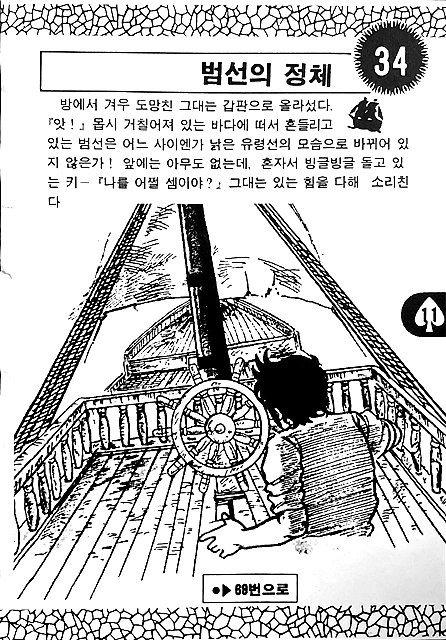 34
범선의 정체
방에서 겨우 도망친 그대는 갑판으로 올라섰다.
『앗!』 몹시 거칠어져 있는 바다에 떠서 흔들리고
있는 범선은 어느 사이엔가 낡은 유령선의 모습으로 바뀌어 있
지 않은가! 앞에는 아무도 없는데, 혼자서 빙글빙글 돌고 있
는 키—『나를 어쩔 셈이야?』 그대는 있는 힘을 다해 소리친
다
11
●▶69번으로